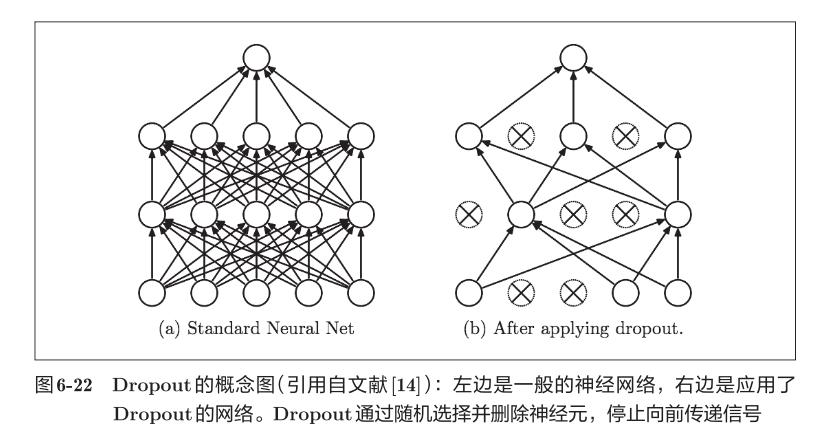 (a) Standard Neural Net
(b) After applying dropout.
图6-22 Dropout的概念图(引用自文献[14]):左边是一般的神经网络,右边是应用了
Dropout的网络。Dropout通过随机选择并删除神经元,停止向前传递信号